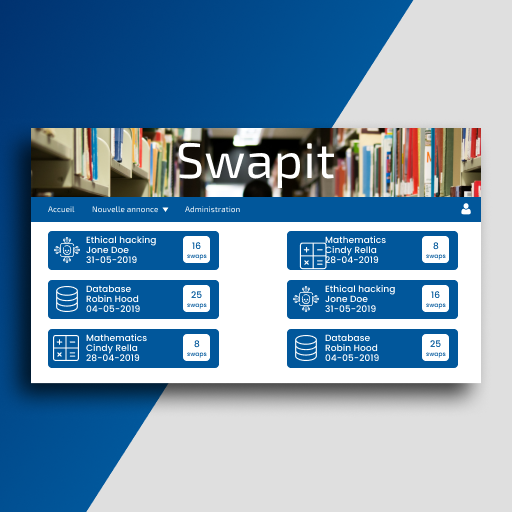 Swapit
Accueil Nouvelle annonce Administration
Ethical hacking
Jone Doe
31-05-2019
16
swaps
Mathematics
Cindy Rella
28-04-2019
8
swaps
Database
Robin Hood
04-05-2019
25
swaps
Ethical hacking
Jone Doe
31-05-2019
16
swaps
Mathematics
Cindy Rella
28-04-2019
8
swaps
Database
Robin Hood
04-05-2019
25
swaps